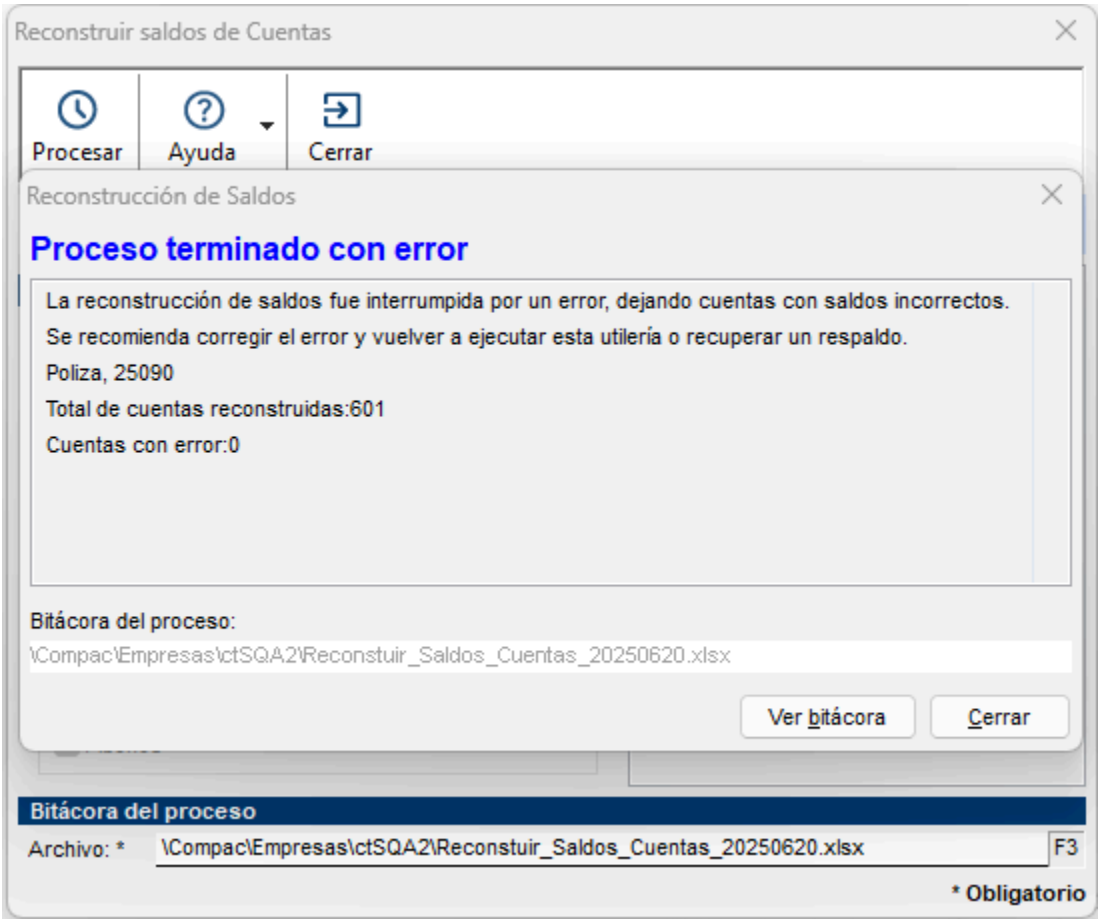 Reconstruir saldos de Cuentas
Procesar
Ayuda
Cerrar
Reconstrucción de Saldos
Proceso terminado con error
La reconstrucción de saldos fue interrumpida por un error, dejando cuentas con saldos incorrectos.
Se recomienda corregir el error y vuelver a ejecutar esta utilería o recuperar un respaldo.
Poliza, 25090
Total de cuentas reconstruidas:601
Cuentas con error:0
Bitácora del proceso:
\Compac\Empresas\ctSQA2\Reconstuir_Saldos_Cuentas_20250620.xlsx
Ver bitácora
Cerrar
Bitácora del proceso
Archivo: * \Compac\Empresas\ctSQA2\Reconstuir_Saldos_Cuentas_20250620.xlsx F3
* Obligatorio